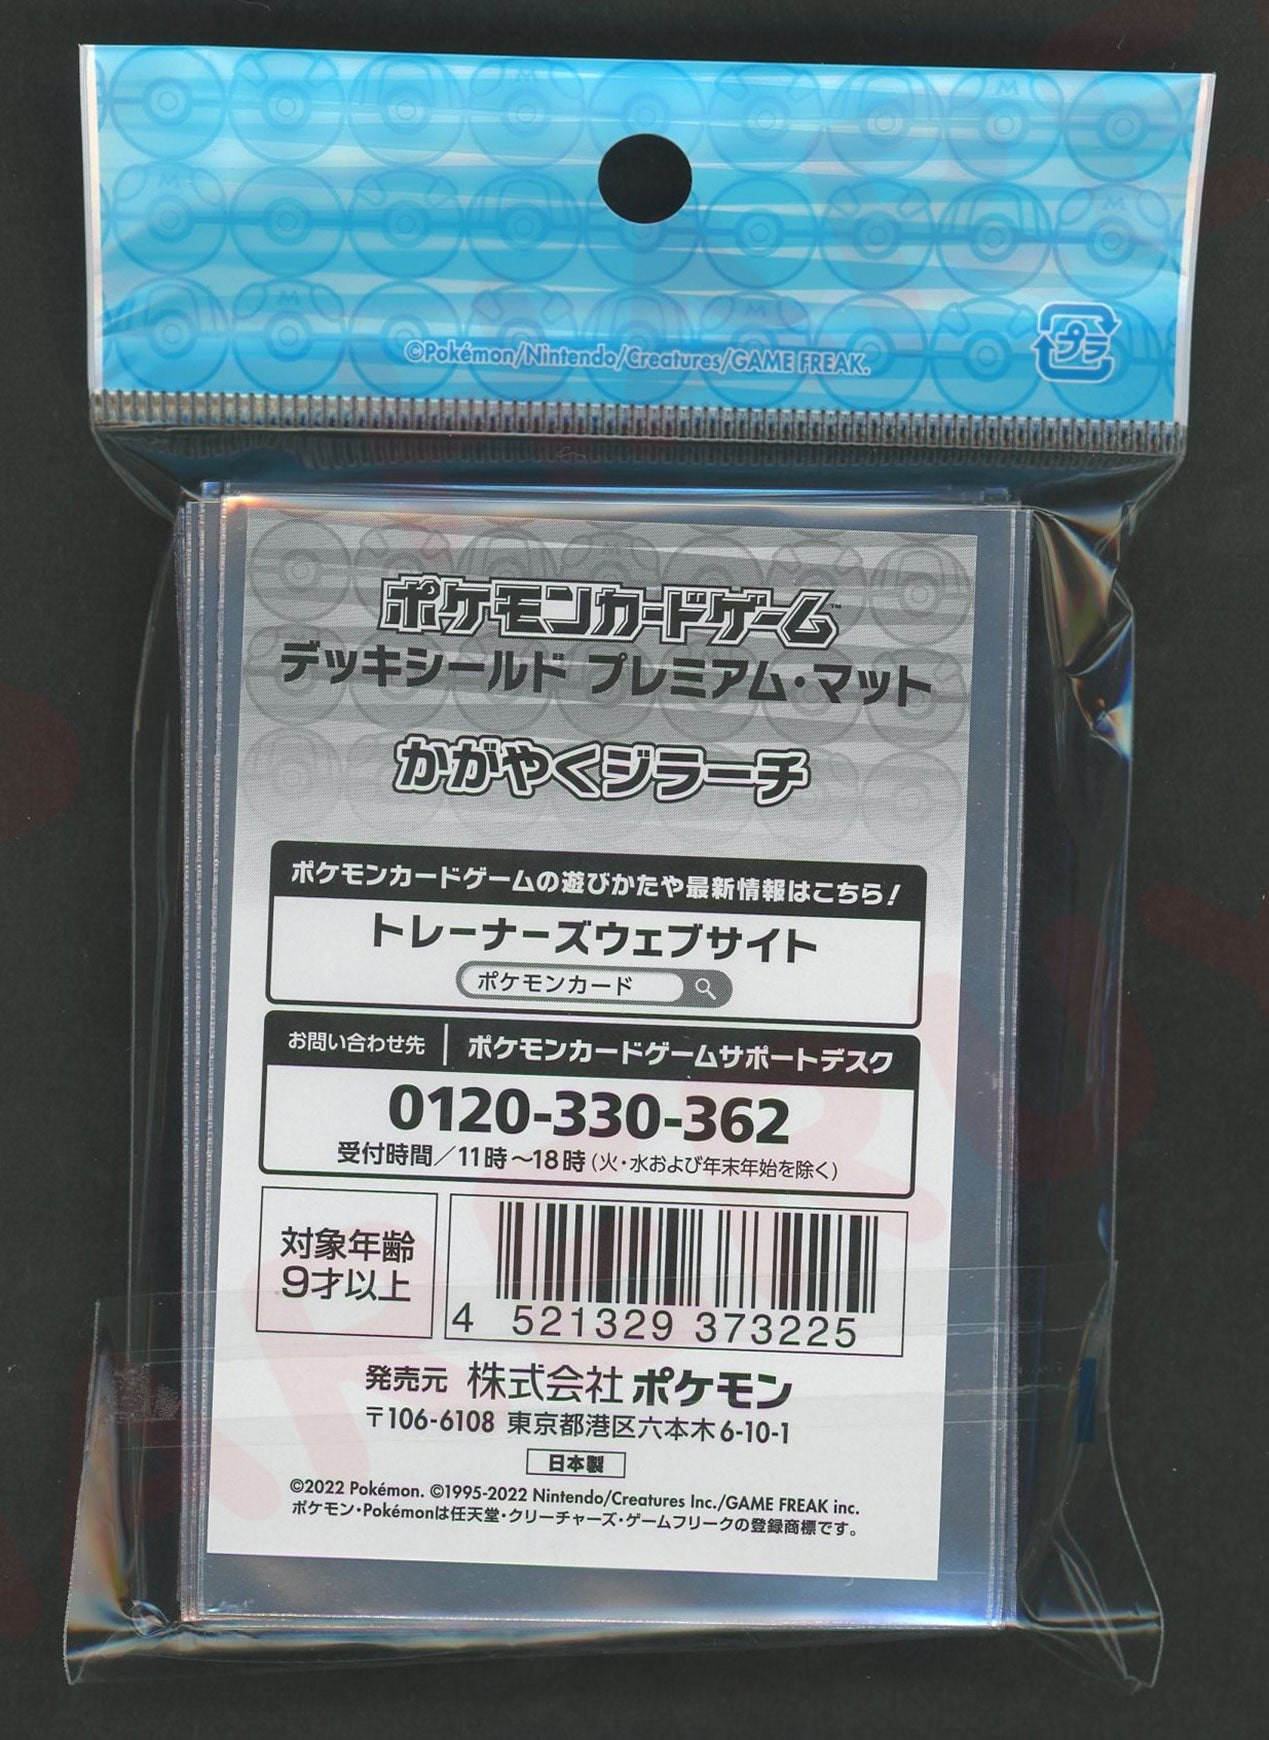 ©Pokémon/Nintendo/Creatures/GAME FREAK.
プラ
ポケモンカードゲーム™
デッキシールド プレミアム・マット
かがやくジラーチ
ポケモンカードゲームの遊びかたや最新情報はこちら!
トレーナーズウェブサイト
ポケモンカード
お問い合わせ先 ポケモンカードゲームサポートデスク
0120-330-362
受付時間／11時～18時(火・水および年末年始を除く)
対象年齢
9才以上
4 521329 373225
発売元 株式会社ポケモン
〒106-6108 東京都港区六本木6-10-1
日本製
©2022 Pokémon. ©1995-2022 Nintendo/Creatures Inc./GAME FREAK inc.
ポケモン・Pokémonは任天堂・クリーチャーズ・ゲームフリークの登録商標です。